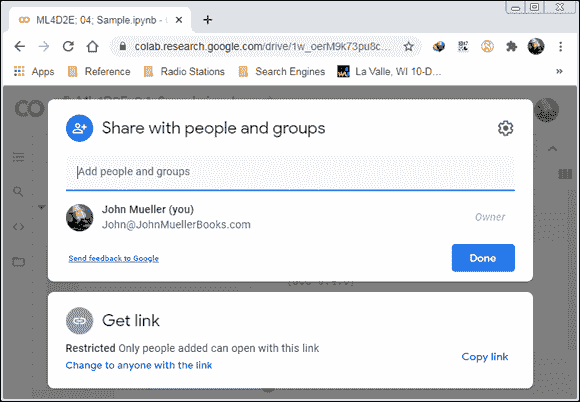 ML4D2E; 04; Sample.ipynb -
colab.research.google.com/drive/1w_oerM9k73pu8c...
Apps Reference Radio Stations Search Engines La Valle, WI 10-D... »
Share with people and groups
Add people and groups
John Mueller (you)
John@JohnMuellerBooks.com
Owner
Send feedback to Google
Done
Get link
Restricted Only people added can open with this link
Change to anyone with the link
Copy link